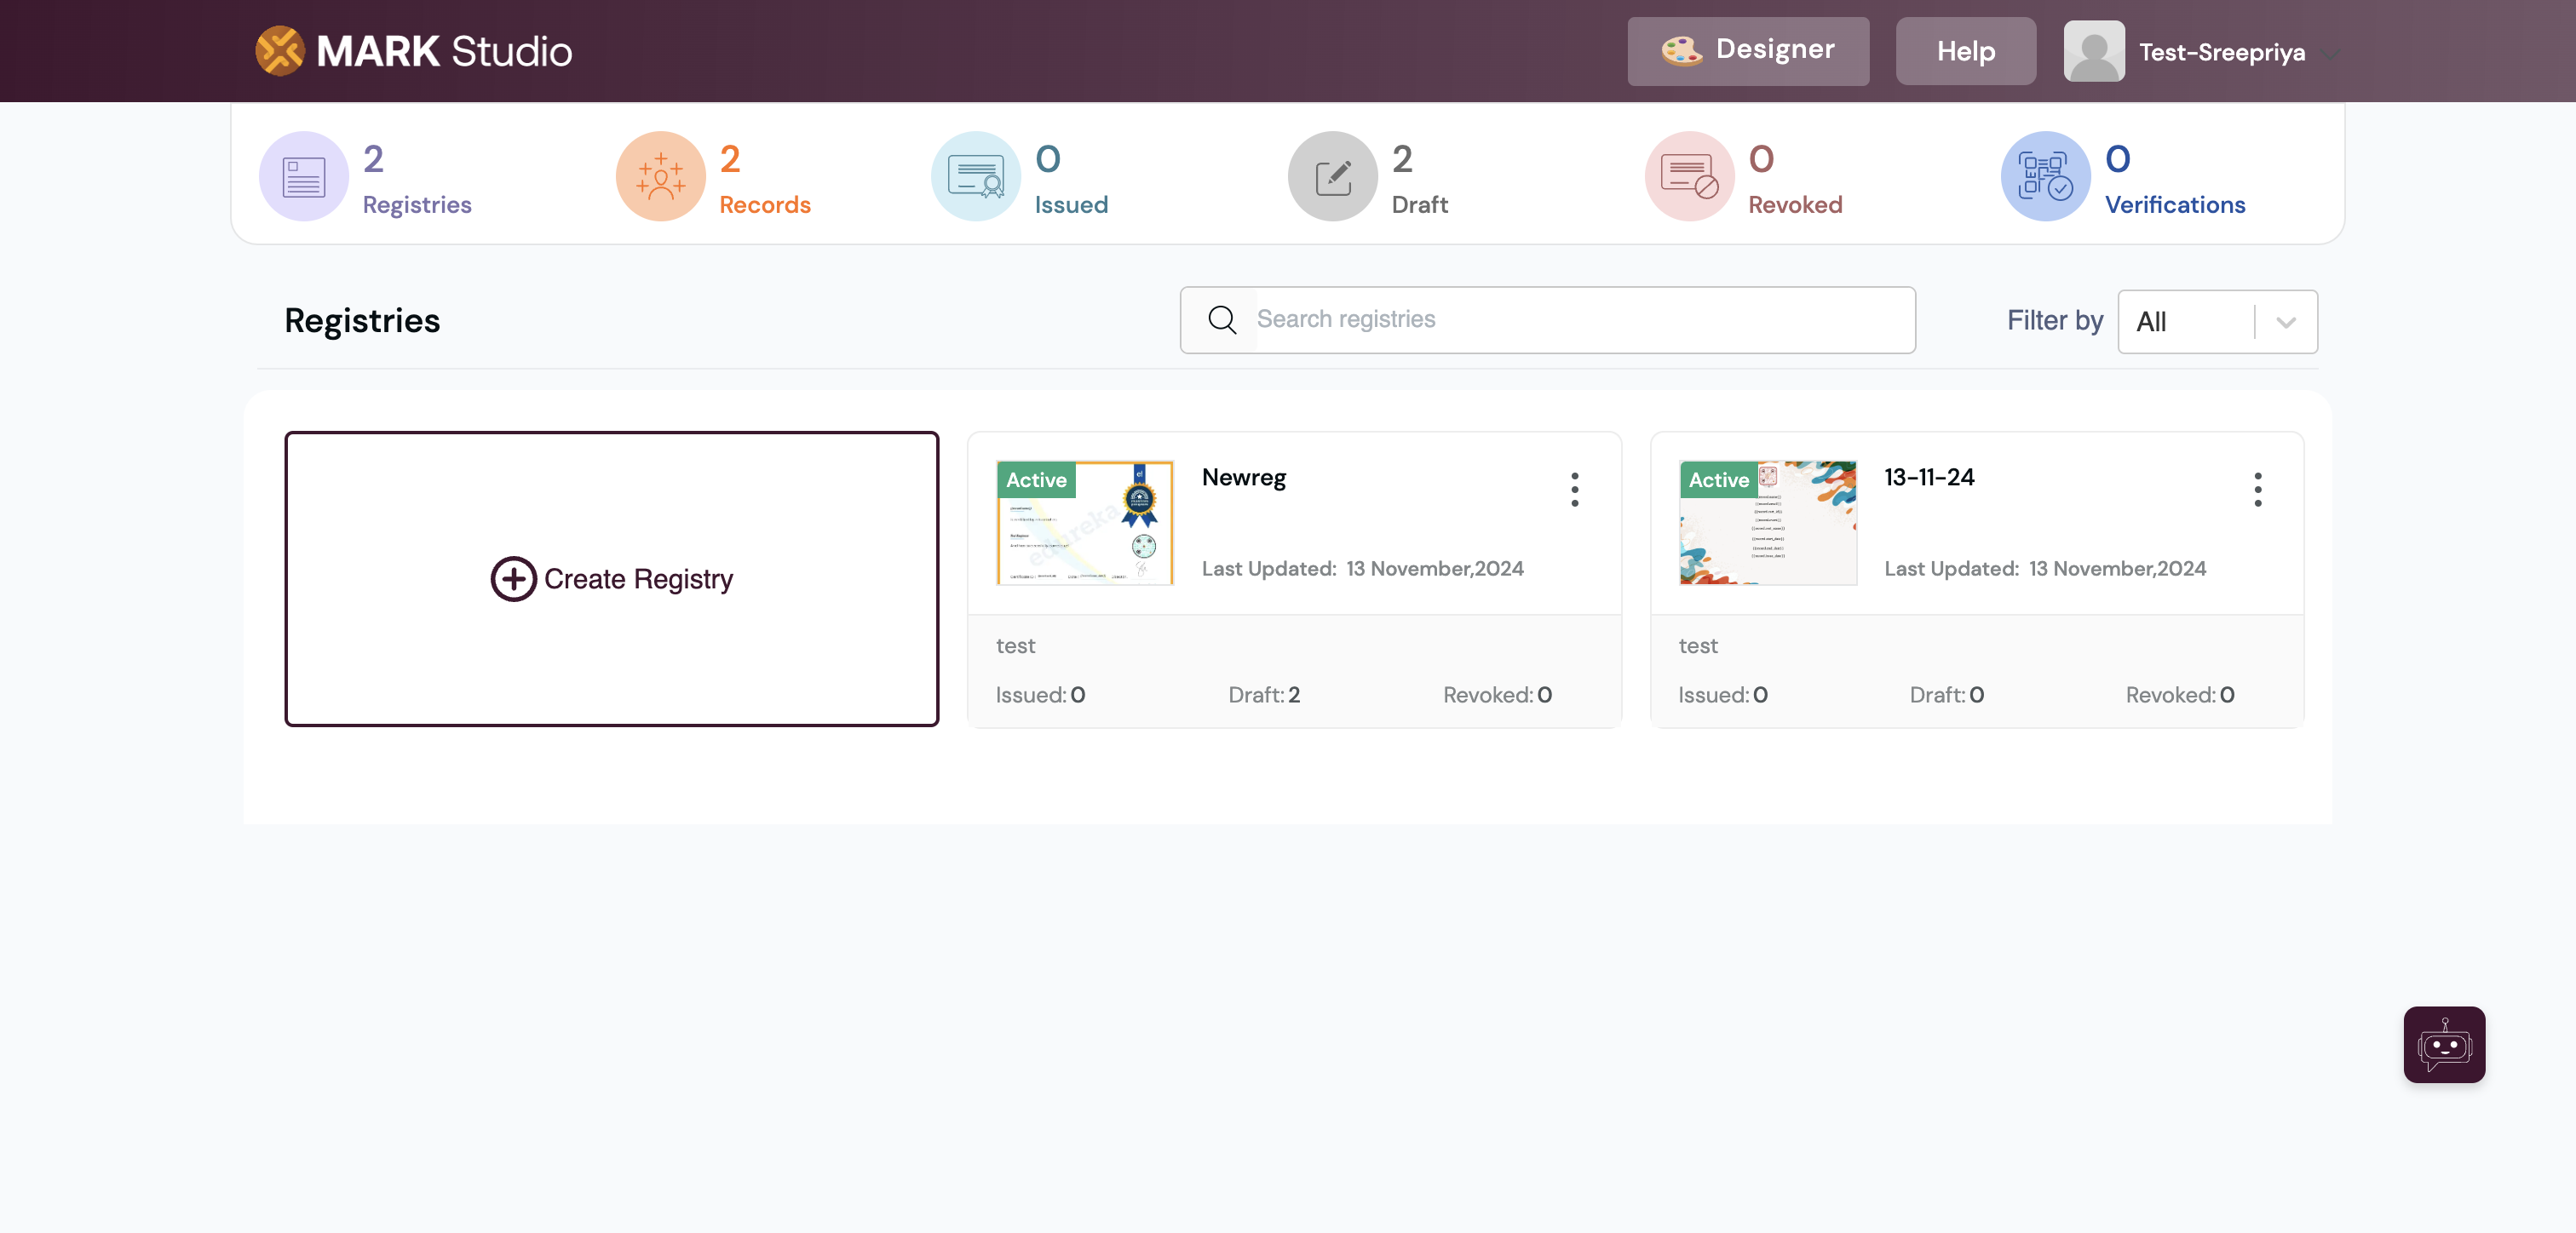 MARK Studio
Designer
Help
Test-Sreepriya
2
Registries
2
Records
0
Issued
2
Draft
0
Revoked
0
Verifications
Registries
Search registries
Filter by
All
Create Registry
Active
edureka
Newreg
Last Updated: 13 November,2024
test
Issued: 0
Draft: 2
Revoked: 0
Active
13-11-24
Last Updated: 13 November,2024
test
Issued: 0
Draft: 0
Revoked: 0